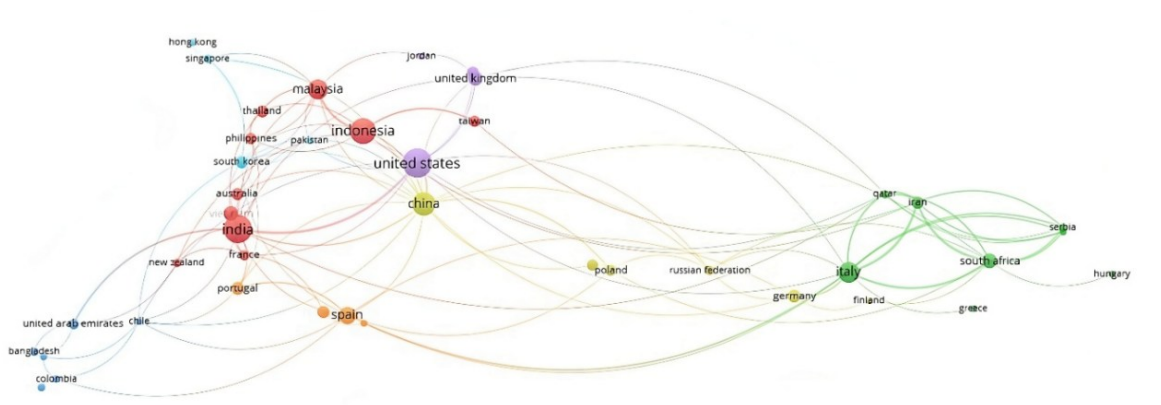 hong kong
singapore
jordan
united kingdom
malaysia
thailand
taiwan
indonesia
philippines
pakistan
south korea
united states
australia
china
vietnam
india
qatar
iran
serbia
france
new zealand
south africa
poland
russian federation
italy
hungary
portugal
germany
finland
greece
spain
united arab emirates
chile
bangladesh
colombia